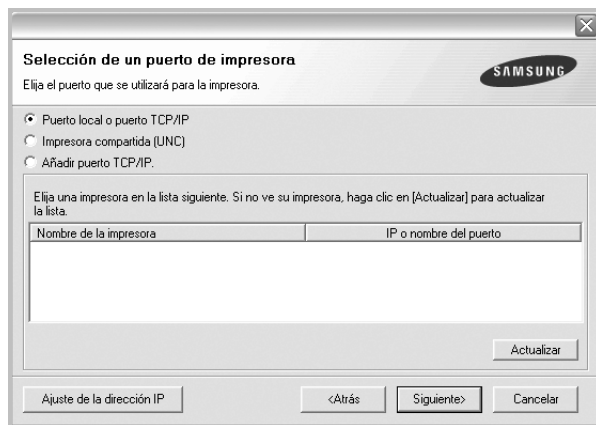 Selección de un puerto de impresora
Elija el puerto que se utilizará para la impresora.
SAMSUNG
Puerto local o puerto TCP/IP
Impresora compartida (UNC)
Añadir puerto TCP/IP.
Elija una impresora en la lista siguiente. Si no ve su impresora, haga clic en [Actualizar] para actualizar
la lista.
Nombre de la impresora IP o nombre del puerto
Actualizar
Ajuste de la dirección IP <Atrás Siguiente> Cancelar